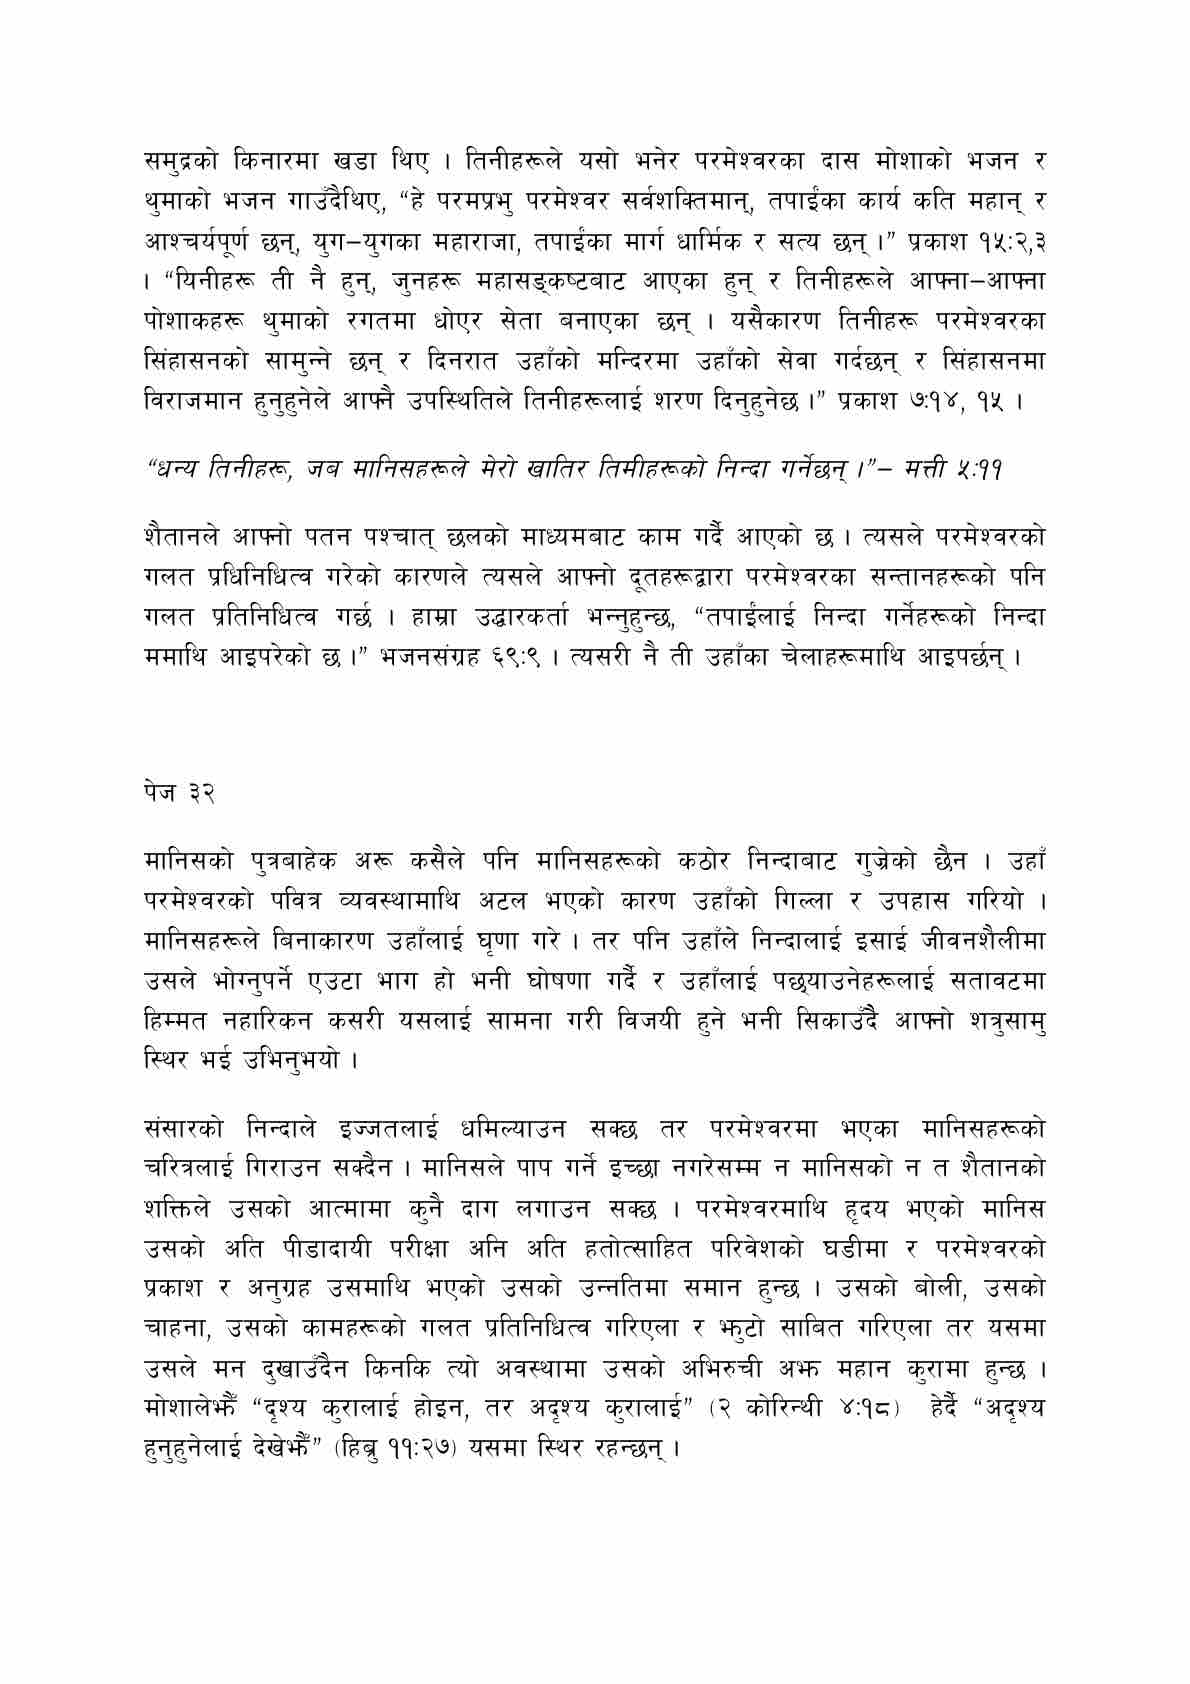 समुद्रको किनारमा खडा थिए । तिनीहरूले यसो भनेर परमेश्वरका दास मोशाको भजन र
थुमाको भजन गाउँदैथिए, “हे परमप्रभु परमेश्वर सर्वशक्तिमान्, तपाईंका कार्य कति महान् र
आश्चर्यपूर्ण छन्, युग–युगका महाराजा, तपाईंका मार्ग धार्मिक र सत्य छन् ।” प्रकाश १५:२,३
। “यिनीहरू ती नै हुन्, जुनहरू महासङ्कष्टबाट आएका हुन् र तिनीहरूले आफ्ना–आफ्ना
पोशाकहरू थुमाको रगतमा धोएर सेता बनाएका छन् । यसैकारण तिनीहरू परमेश्वरका
सिंहासनको सामुन्ने छन् र दिनरात उहाँको मन्दिरमा उहाँको सेवा गर्दछन् र सिंहासनमा
विराजमान हुनुहुनेले आफ्नै उपस्थितिले तिनीहरूलाई शरण दिनुहुनेछ ।” प्रकाश ७:१४, १५ ।
“धन्य तिनीहरू, जब मानिसहरूले मेरो खातिर तिमीहरूको निन्दा गर्नेछन् ।”– मत्ती ५:११
शैतानले आफ्नो पतन पश्चात् छलको माध्यमबाट काम गर्दै आएको छ । त्यसले परमेश्वरको
गलत प्रधिनिधित्व गरेको कारणले त्यसले आफ्नो दूतहरूद्वारा परमेश्वरका सन्तानहरूको पनि
गलत प्रतिनिधित्व गर्छ । हाम्रा उद्धारकर्ता भन्नुहुन्छ, “तपाईंलाई निन्दा गर्नेहरूको निन्दा
ममाथि आइपरेको छ ।” भजनसंग्रह ६९:९ । त्यसरी नै ती उहाँका चेलाहरूमाथि आइपर्छन् ।
पेज ३२
मानिसको पुत्रबाहेक अरू कसैले पनि मानिसहरूको कठोर निन्दाबाट गुज्रेको छैन । उहाँ
परमेश्वरको पवित्र व्यवस्थामाथि अटल भएको कारण उहाँको गिल्ला र उपहास गरियो ।
मानिसहरूले बिनाकारण उहाँलाई घृणा गरे । तर पनि उहाँले निन्दालाई इसाई जीवनशैलीमा
उसले भोग्नुपर्ने एउटा भाग हो भनी घोषणा गर्दै र उहाँलाई पछ्याउनेहरूलाई सतावटमा
हिम्मत नहारिकन कसरी यसलाई सामना गरी विजयी हुने भनी सिकाउँदै आफ्नो शत्रुसामु
स्थिर भई उभिनुभयो ।
संसारको निन्दाले इज्जतलाई धमिल्याउन सक्छ तर परमेश्वरमा भएका मानिसहरूको
चरित्रलाई गिराउन सक्दैन । मानिसले पाप गर्ने इच्छा नगरेसम्म न मानिसको न त शैतानको
शक्तिले उसको आत्मामा कुनै दाग लगाउन सक्छ । परमेश्वरमाथि हृदय भएको मानिस
उसको अति पीडादायी परीक्षा अनि अति हतोत्साहित परिवेशको घडीमा र परमेश्वरको
प्रकाश र अनुग्रह उसमाथि भएको उसको उन्नतिमा समान हुन्छ । उसको बोली, उसको
चाहना, उसको कामहरूको गलत प्रतिनिधित्व गरिएला र झुटो साबित गरिएला तर यसमा
उसले मन दुखाउँदैन किनकि त्यो अवस्थामा उसको अभिरुची अझ महान कुरामा हुन्छ ।
मोशालेझैँ “दृश्य कुरालाई होइन, तर अदृश्य कुरालाई” (२ कोरिन्थी ४:१८) हेर्दै “अदृश्य
हुनुहुनेलाई देखेझैँ” (हिब्रु ११:२७) यसमा स्थिर रहन्छन् ।